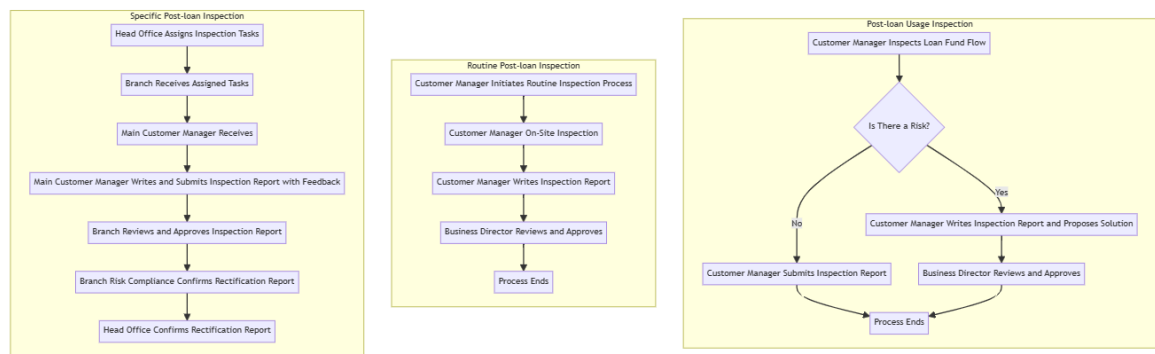 Specific Post-loan Inspection
Head Office Assigns Inspection Tasks
Branch Receives Assigned Tasks
Main Customer Manager Receives
Main Customer Manager Writes and Submits Inspection Report with Feedback
Branch Reviews and Approves Inspection Report
Branch Risk Compliance Confirms Rectification Report
Head Office Confirms Rectification Report
Routine Post-loan Inspection
Customer Manager Initiates Routine Inspection Process
Customer Manager On-Site Inspection
Customer Manager Writes Inspection Report
Business Director Reviews and Approves
Process Ends
Post-loan Usage Inspection
Customer Manager Inspects Loan Fund Flow
Is There a Risk?
Yes
No
Customer Manager Writes Inspection Report and Proposes Solution
Customer Manager Submits Inspection Report
Business Director Reviews and Approves
Process Ends